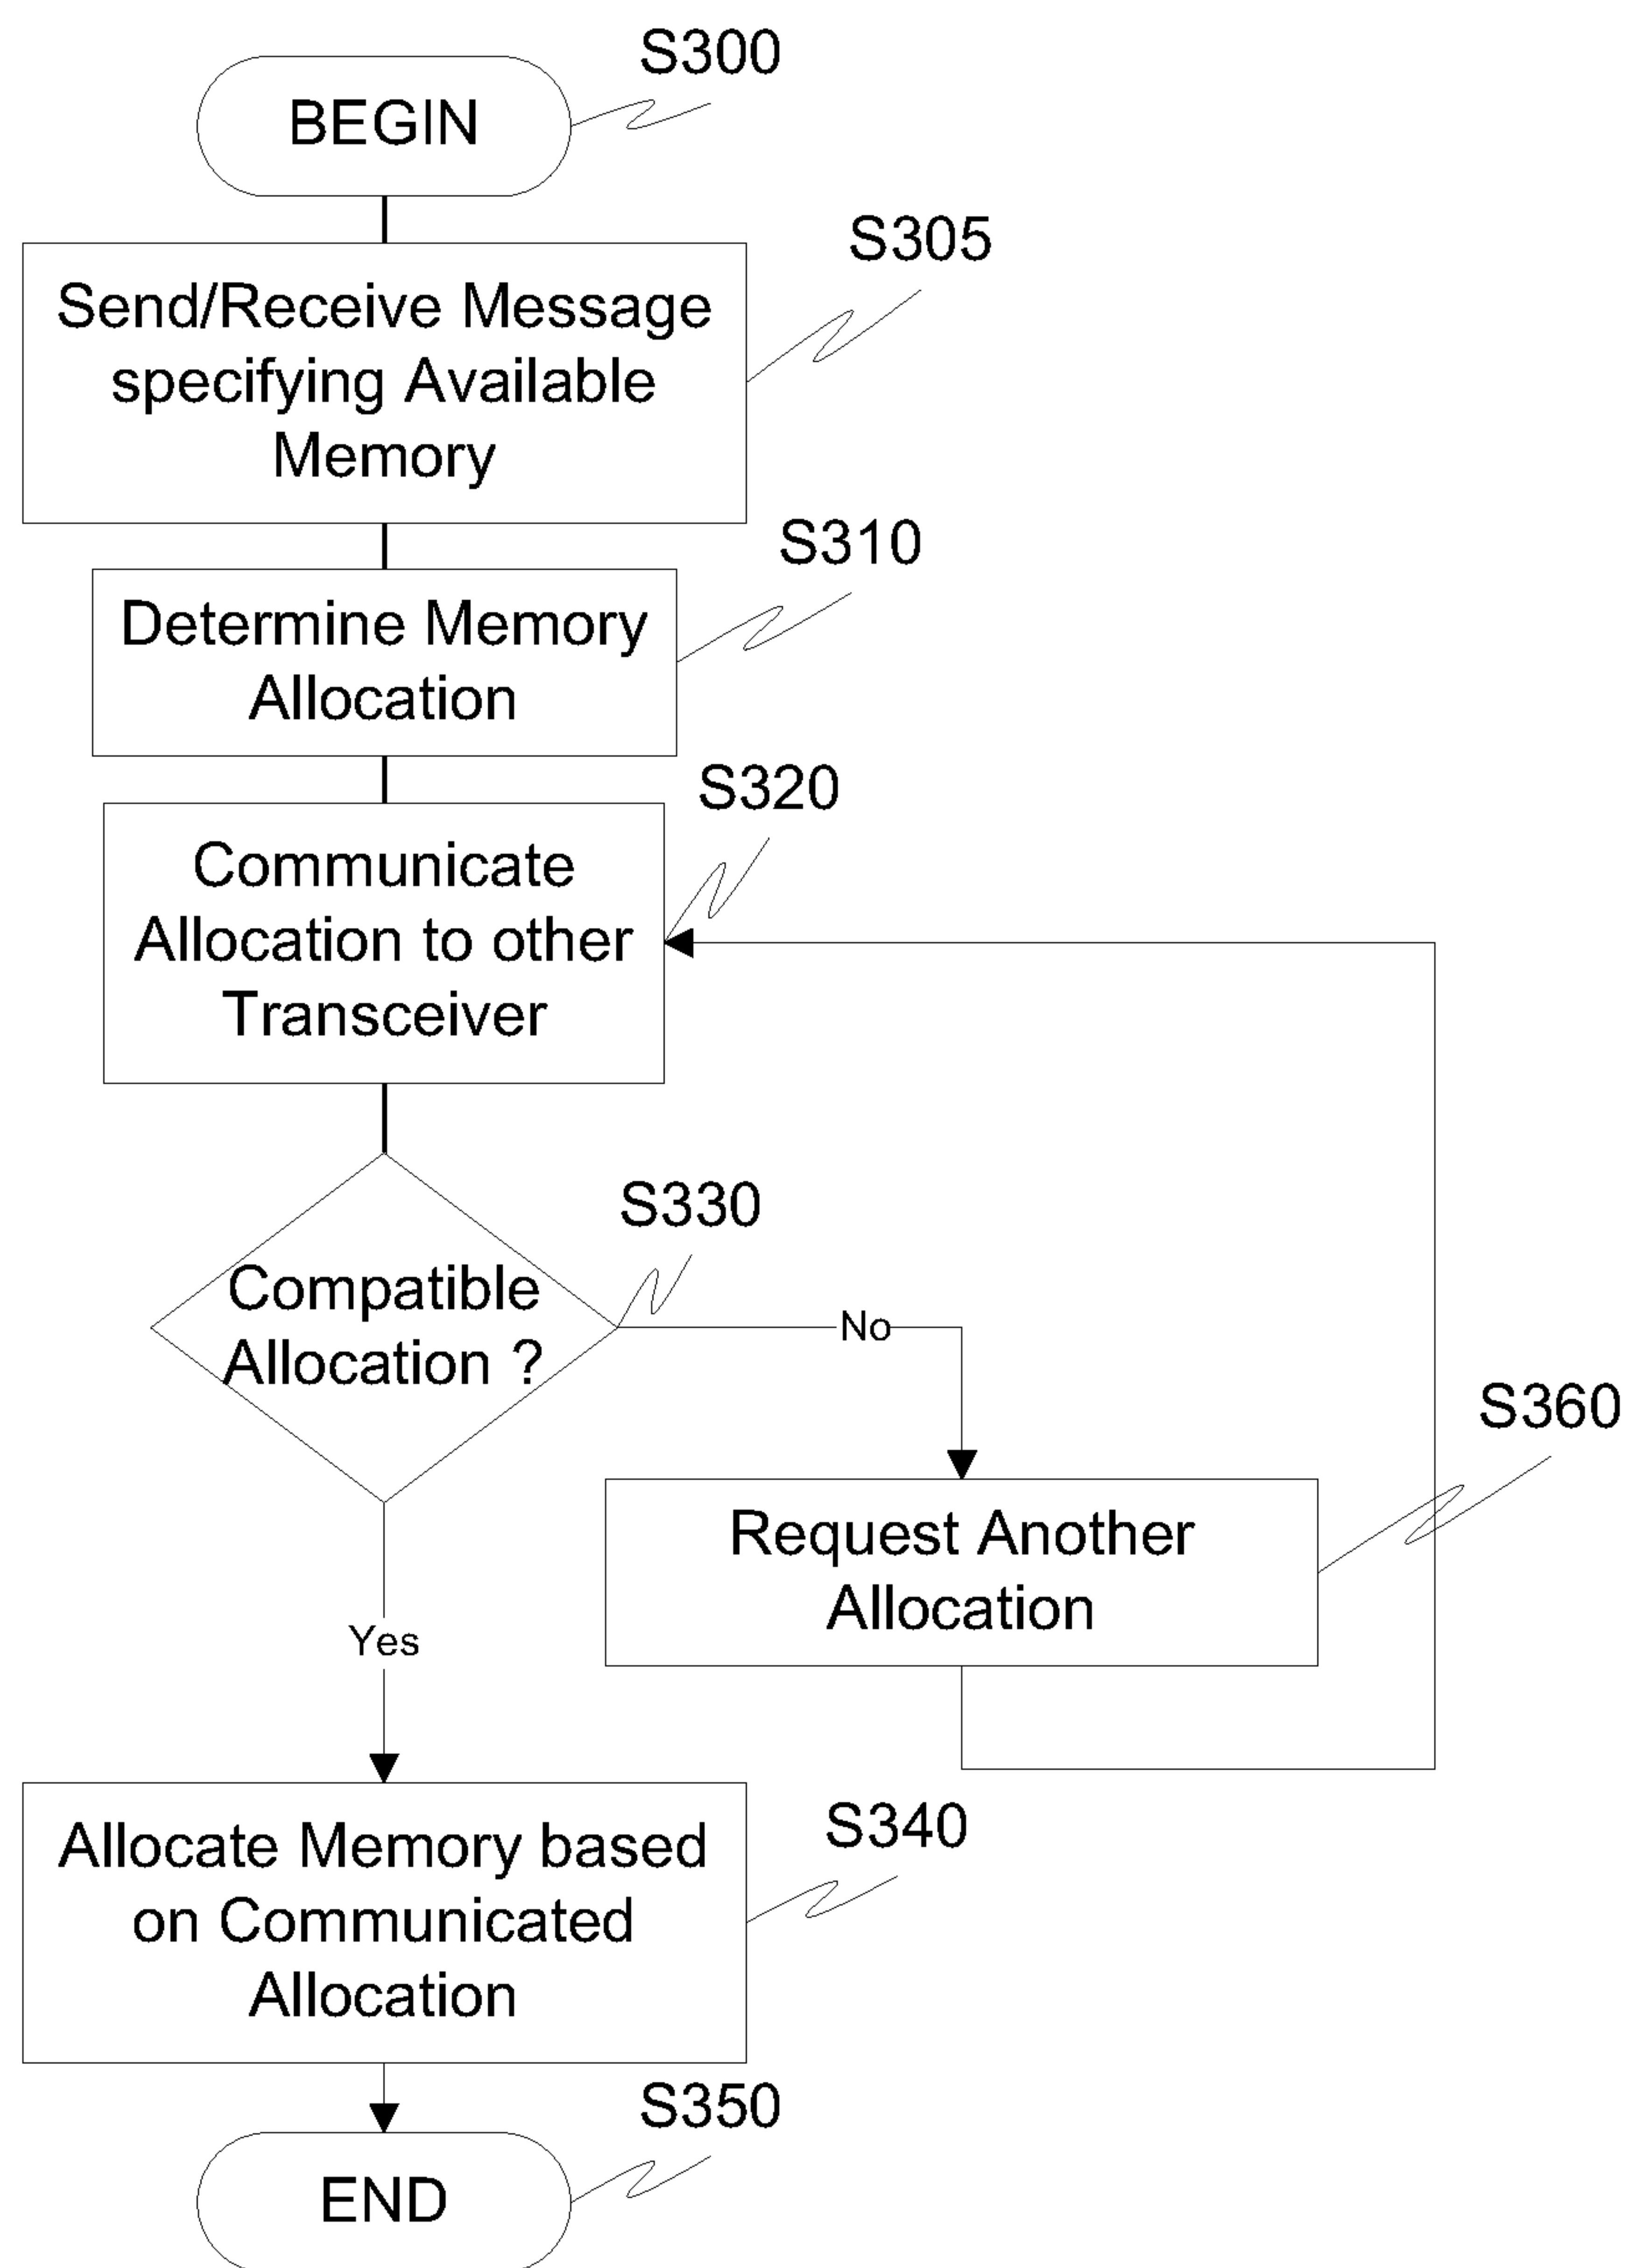 S300
BEGIN
S305
Send/Receive Message
specifying Available
Memory
S310
Determine Memory
Allocation
S320
Communicate
Allocation to other
Transceiver
S330
Compatible
Allocation ?
No
S360
Request Another
Allocation
Yes
S340
Allocate Memory based
on Communicated
Allocation
S350
END